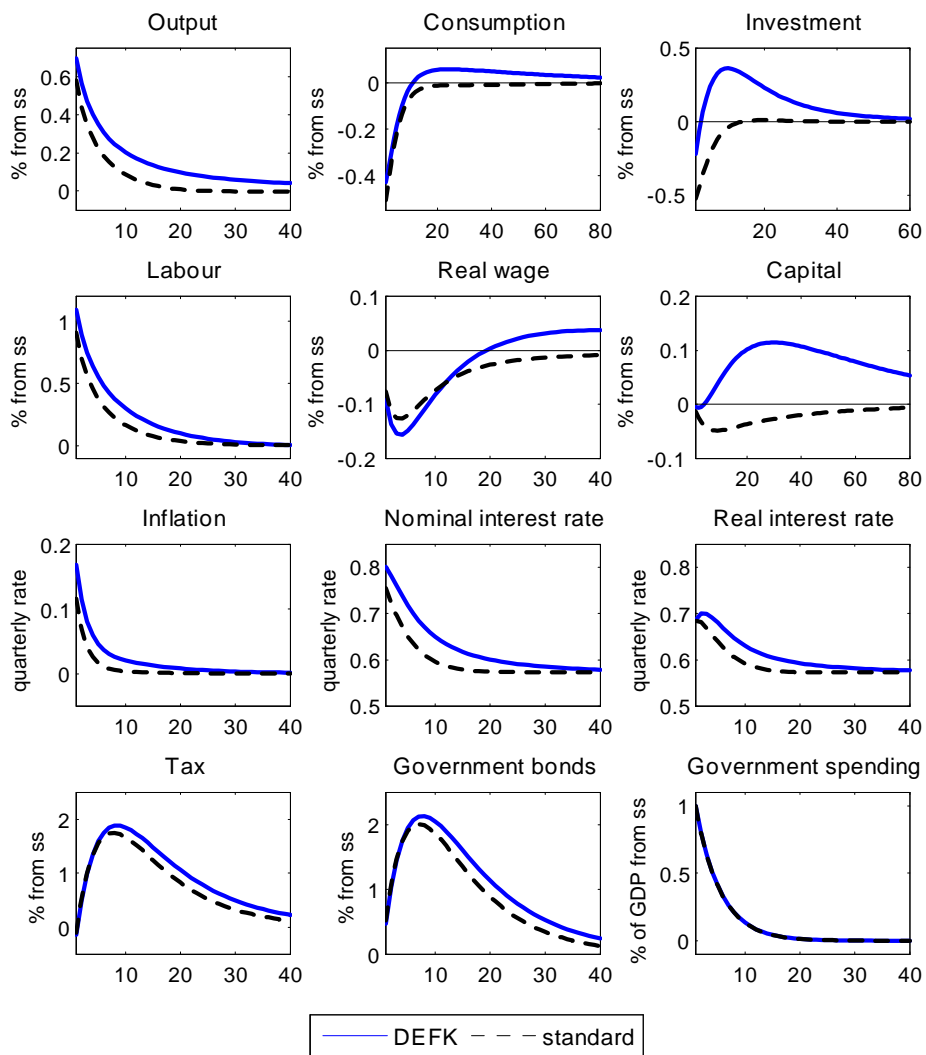 Output Consumption Investment
% from ss
0.6
0.4
0.2
0
10 20 30 40
% from ss
0
-0.2
-0.4
20 40 60 80
% from ss
0.5
0
-0.5
20 40 60
Labour Real wage Capital
% from ss
1
0.5
0
10 20 30 40
% from ss
0.1
0
-0.1
-0.2
10 20 30 40
% from ss
0.2
0.1
0
-0.1
20 40 60 80
Inflation Nominal interest rate Real interest rate
quarterly rate
0.2
0.1
0
10 20 30 40
quarterly rate
0.8
0.7
0.6
0.5
10 20 30 40
quarterly rate
0.8
0.7
0.6
0.5
10 20 30 40
Tax Government bonds Government spending
% from ss
2
1
0
10 20 30 40
% from ss
2
1
0
10 20 30 40
% of GDP from ss
1
0.5
0
10 20 30 40
DEFK standard